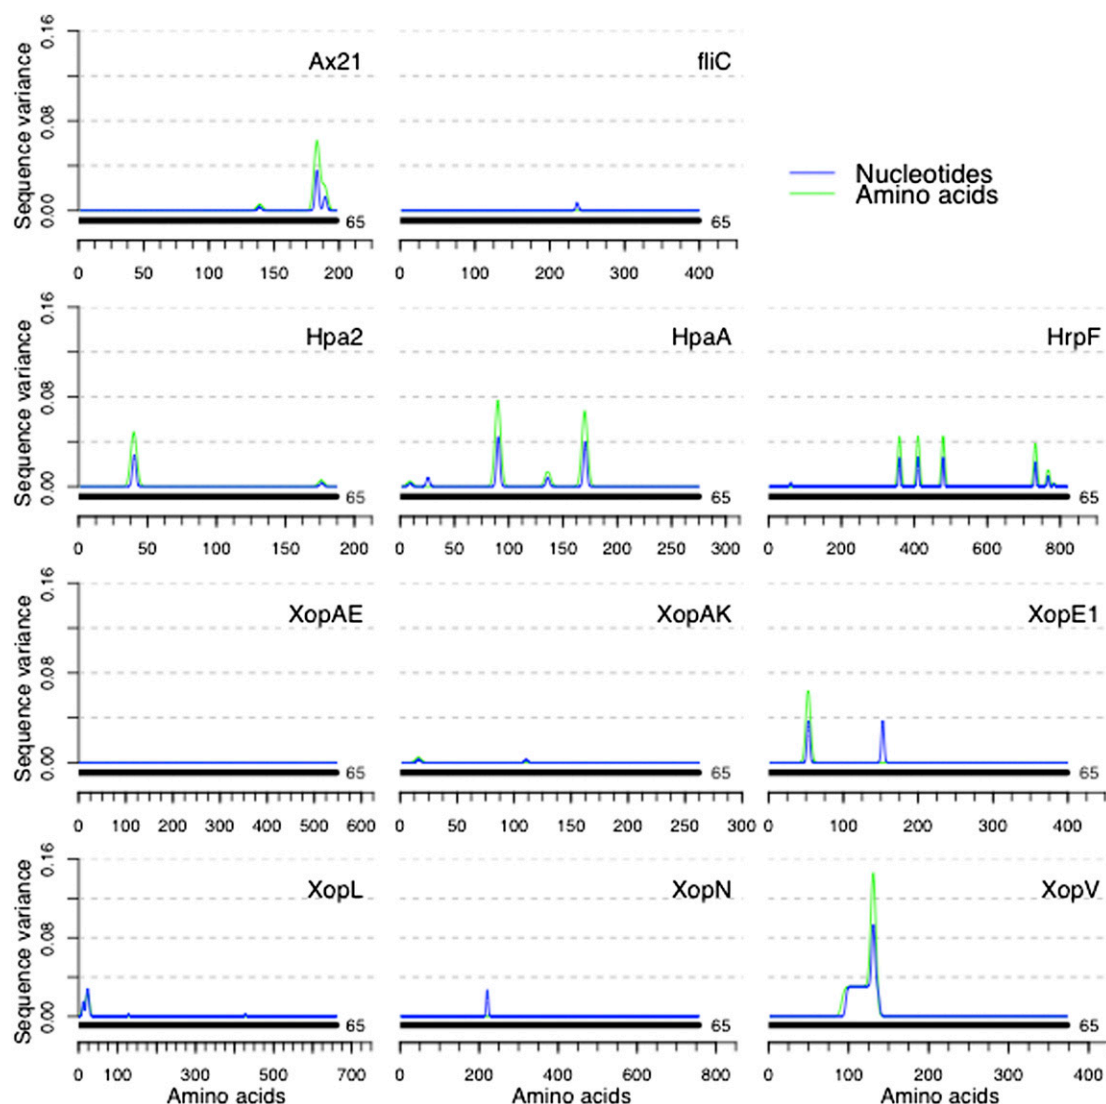 Sequence variance
0.00 0.08 0.16
Ax21
65
0 50 100 150 200
fliC
65
0 100 200 300 400
Nucleotides
Amino acids
Sequence variance
0.00 0.08 0.16
Hpa2
65
0 50 100 150 200
HpaA
65
0 50 100 150 200 250 300
HrpF
65
0 200 400 600 800
Sequence variance
0.00 0.08 0.16
XopAE
65
0 100 200 300 400 500 600
XopAK
65
0 50 100 150 200 250 300
XopE1
65
0 100 200 300 400
Sequence variance
0.00 0.08 0.16
XopL
65
0 100 300 500 700
Amino acids
XopN
65
0 200 400 600 800
Amino acids
XopV
65
0 100 200 300 400
Amino acids